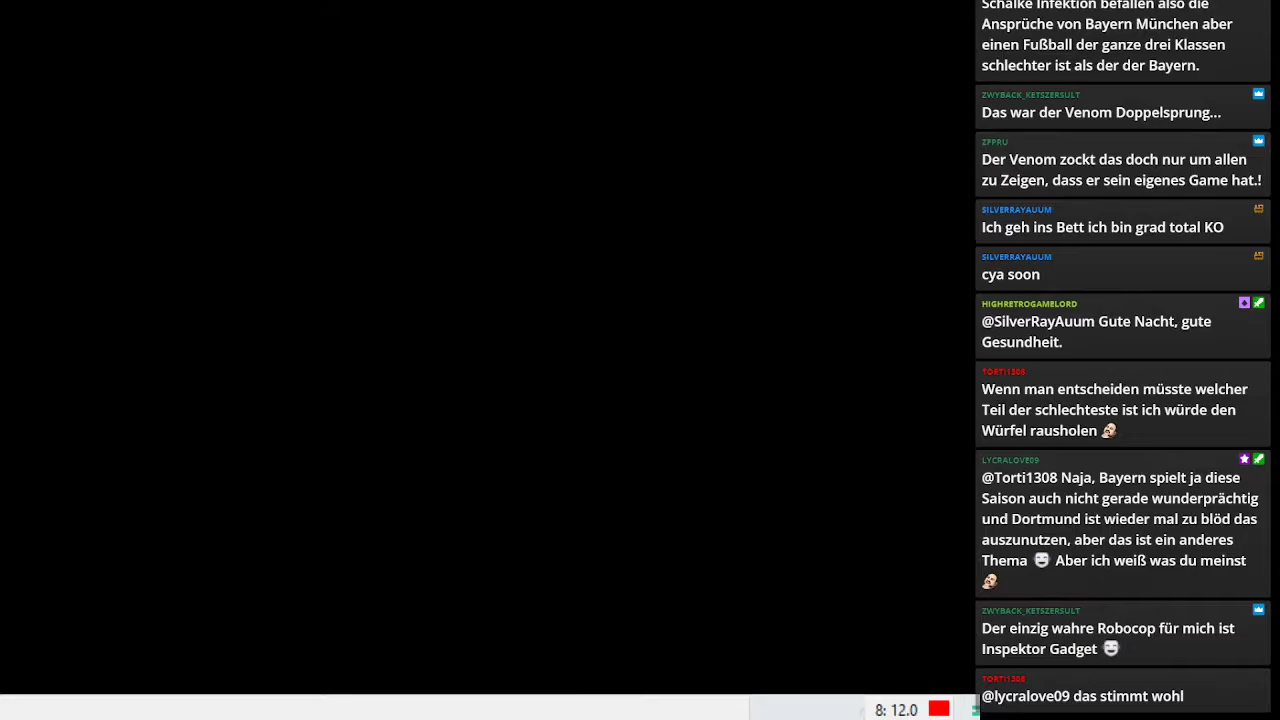 Schalke Infektion befallen also die
Ansprüche von Bayern München aber
einen Fußball der ganze drei Klassen
schlechter ist als der der Bayern.
ZWYBACK_KETSZERSULT
Das war der Venom Doppelsprung...
ZFPRU
Der Venom zockt das doch nur um allen
zu Zeigen, dass er sein eigenes Game hat.!
SILVERRAYAUUM
Ich geh ins Bett ich bin grad total KO
SILVERRAYAUUM
cya soon
HIGHRETROGAMELORD
@SilverRayAuum Gute Nacht, gute
Gesundheit.
TORTI1308
Wenn man entscheiden müsste welcher
Teil der schlechteste ist ich würde den
Würfel rausholen
LYCRALOVE09
@Torti1308 Naja, Bayern spielt ja diese
Saison auch nicht gerade wunderprächtig
und Dortmund ist wieder mal zu blöd das
auszunutzen, aber das ist ein anderes
Thema Aber ich weiß was du meinst
ZWYBACK_KETSZERSULT
Der einzig wahre Robocop für mich ist
Inspektor Gadget
TORTI1308
@lycralove09 das stimmt wohl
8: 12.0